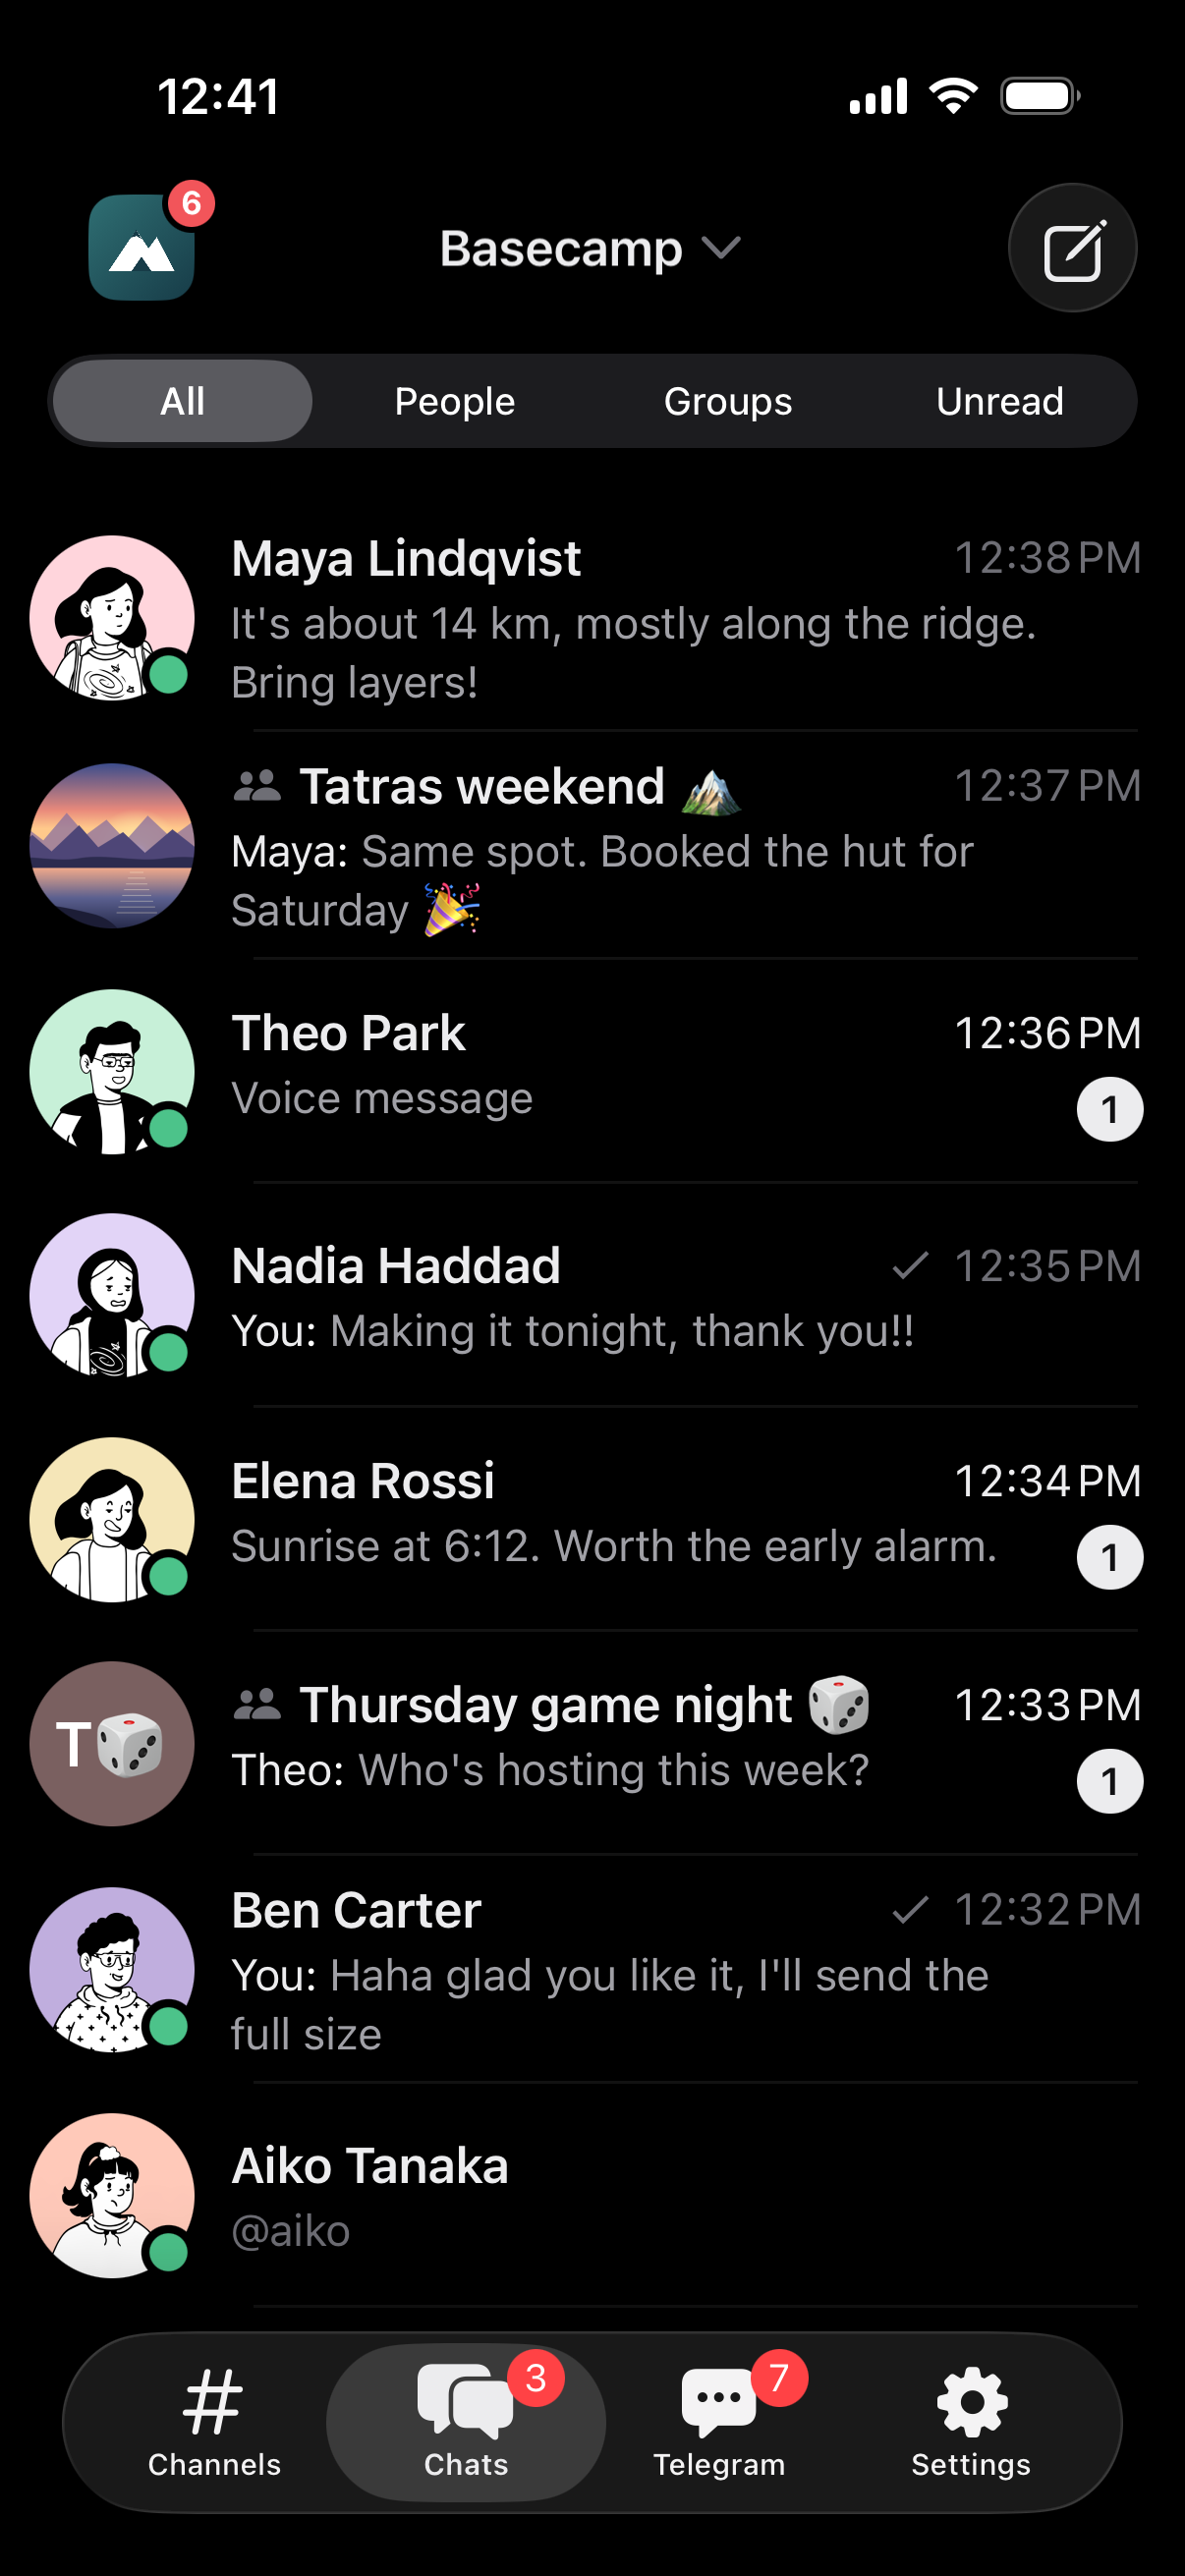 12:41
6
Basecamp
All People Groups Unread
Maya Lindqvist 12:38 PM
It's about 14 km, mostly along the ridge.
Bring layers!
Tatras weekend 🏔️ 12:37 PM
Maya: Same spot. Booked the hut for
Saturday 🎉
Theo Park 12:36 PM
Voice message 1
Nadia Haddad 12:35 PM
You: Making it tonight, thank you!!
Elena Rossi 12:34 PM
Sunrise at 6:12. Worth the early alarm. 1
T🎲
Thursday game night 🎲 12:33 PM
Theo: Who's hosting this week? 1
Ben Carter 12:32 PM
You: Haha glad you like it, I'll send the
full size
Aiko Tanaka
@aiko
3 7
Channels Chats Telegram Settings